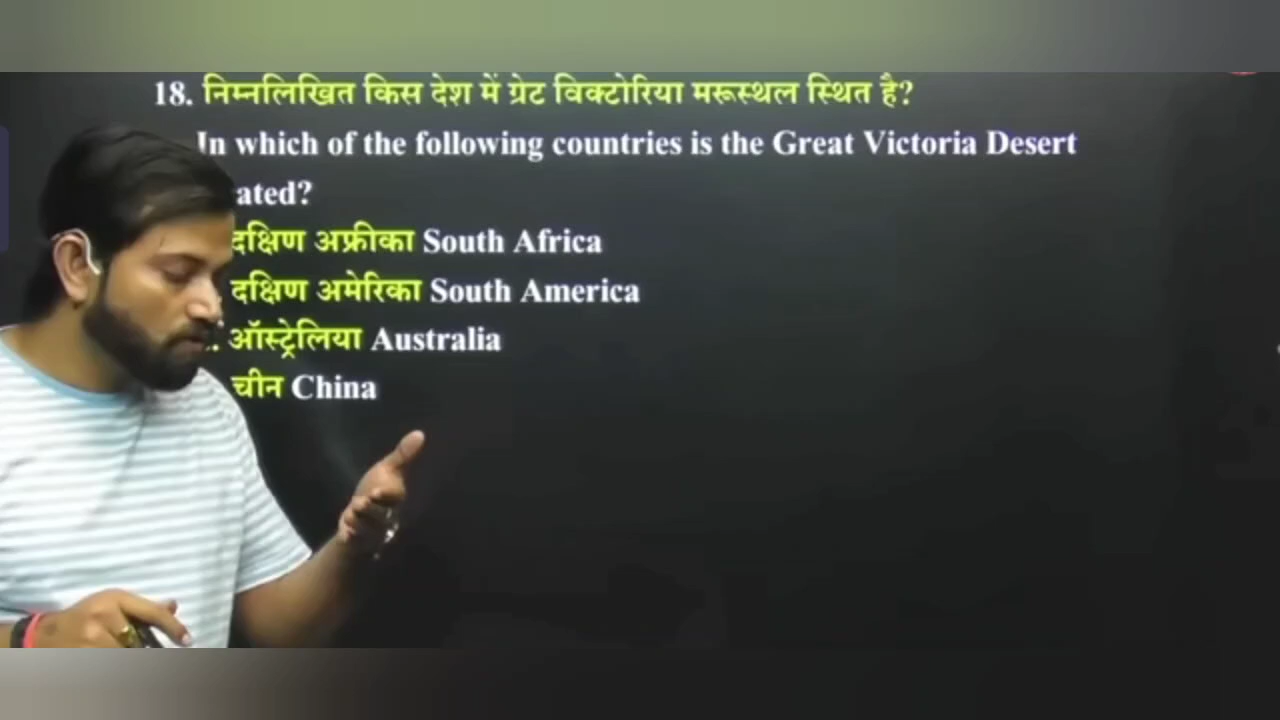 18. निम्नलिखित किस देश में ग्रेट विक्टोरिया मरूस्थल स्थित है?
In which of the following countries is the Great Victoria Desert
ated?
दक्षिण अफ्रीका South Africa
दक्षिण अमेरिका South America
ऑस्ट्रेलिया Australia
चीन China